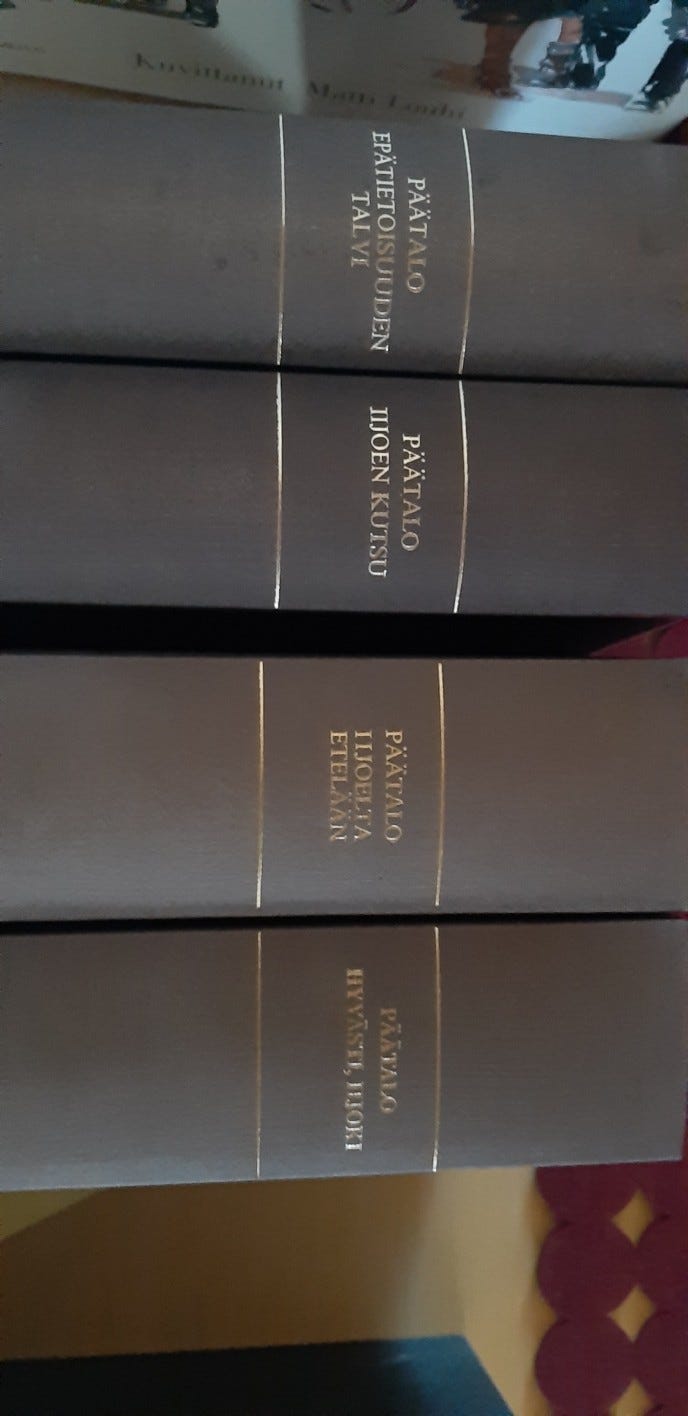 Kuvittanut Matti Louhi
PÄÄTALO
EPÄTIETOISUUDEN
TALVI
PÄÄTALO
IIJOEN KUTSU
PÄÄTALO
IIJOELTA
ETELÄÄN
PÄÄTALO
HYVÄSTI, IIJOKI